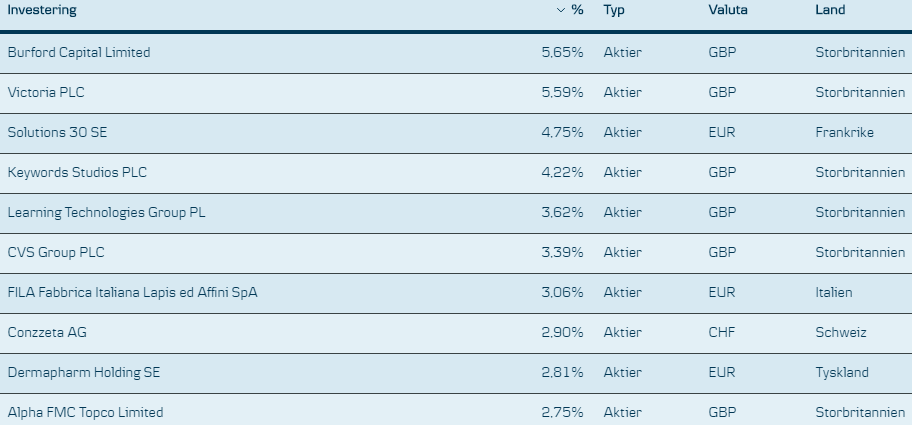 Investering % Typ Valuta Land
Burford Capital Limited 5,65% Aktier GBP Storbritannien
Victoria PLC 5,59% Aktier GBP Storbritannien
Solutions 30 SE 4,75% Aktier EUR Frankrike
Keywords Studios PLC 4,22% Aktier GBP Storbritannien
Learning Technologies Group PL 3,62% Aktier GBP Storbritannien
CVS Group PLC 3,39% Aktier GBP Storbritannien
FILA Fabbrica Italiana Lapis ed Affini SpA 3,06% Aktier EUR Italien
Conzzeta AG 2,90% Aktier CHF Schweiz
Dermapharm Holding SE 2,81% Aktier EUR Tyskland
Alpha FMC Topco Limited 2,75% Aktier GBP Storbritannien